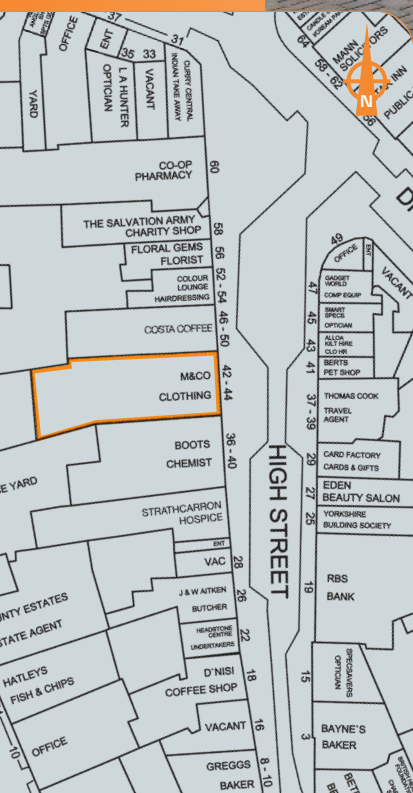 37
31
OFFICE
ENT
35
33
L A HUNTER
OPTICIAN
VACANT
CURRY CENTRAL
INDIAN TAKE AWAY
YARD
64
58 - 62
MANN
SOLICITORS
INN
PUBLIC
56
N
CO-OP
PHARMACY
60
THE SALVATION ARMY
CHARITY SHOP
58
FLORAL GEMS
FLORIST
56
COLOUR
LOUNGE
HAIRDRESSING
52 - 54
COSTA COFFEE
46 - 50
M&CO
CLOTHING
42 - 44
BOOTS
CHEMIST
36 - 40
E YARD
STRATHCARRON
HOSPICE
ENT
VAC
28
J & W AITKEN
BUTCHER
26
HEADSTONE
CENTRE
UNDERTAKERS
22
NTY ESTATES
STATE AGENT
HATLEYS
FISH & CHIPS
D`NISI
COFFEE SHOP
18
OFFICE
10
VACANT
16
GREGGS
BAKER
8 - 10
HIGH STREET
49
OFFICE
ENT
VACANT
GADGET
WORLD
COMP EQUIP
47
SMART
SPECS
OPTICIAN
45
ALLOA
KILT HIRE
CLO HR
43
BERTS
PET SHOP
41
THOMAS COOK
TRAVEL
AGENT
37 - 39
CARD FACTORY
CARDS & GIFTS
29
EDEN
BEAUTY SALON
27
YORKSHIRE
BUILDING SOCIETY
25
RBS
BANK
19
SPECSAVERS
OPTICIAN
15
BAYNE`S
BAKER
3